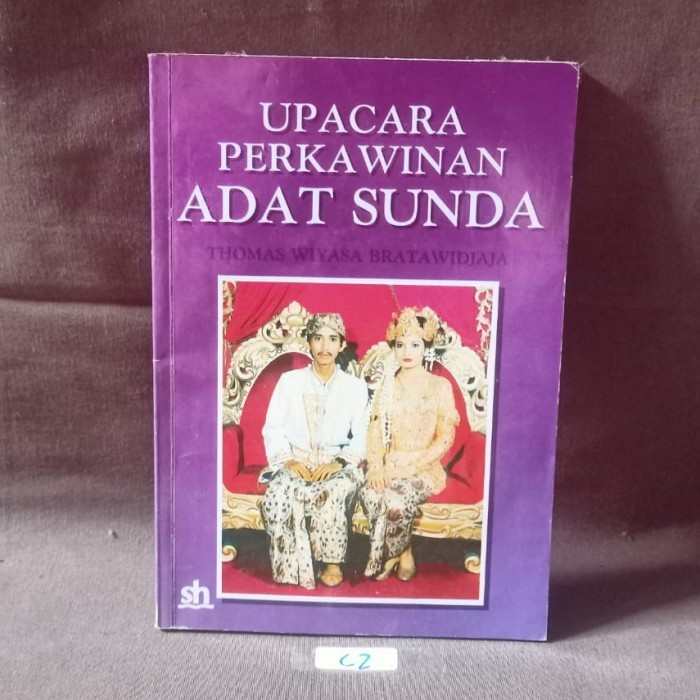 UPACARA
PERKAWINAN
ADAT SUNDA
THOMAS WIYASA BRATAWIDJAJA
sh
C2